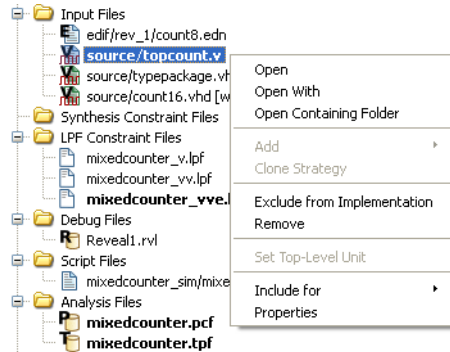 Input Files
edif/rev_1/count8.edn
source/topcount.v
source/typepackage.vh
source/count16.vhd [w
Synthesis Constraint Files
LPF Constraint Files
mixedcounter_v.lpf
mixedcounter_vv.lpf
mixedcounter_vve.l
Debug Files
Reveal1.rvl
Script Files
mixedcounter_sim/mixe
Analysis Files
mixedcounter.pcf
mixedcounter.tpf
Open
Open With
Open Containing Folder
Add
Clone Strategy
Exclude from Implementation
Remove
Set Top-Level Unit
Include for
Properties